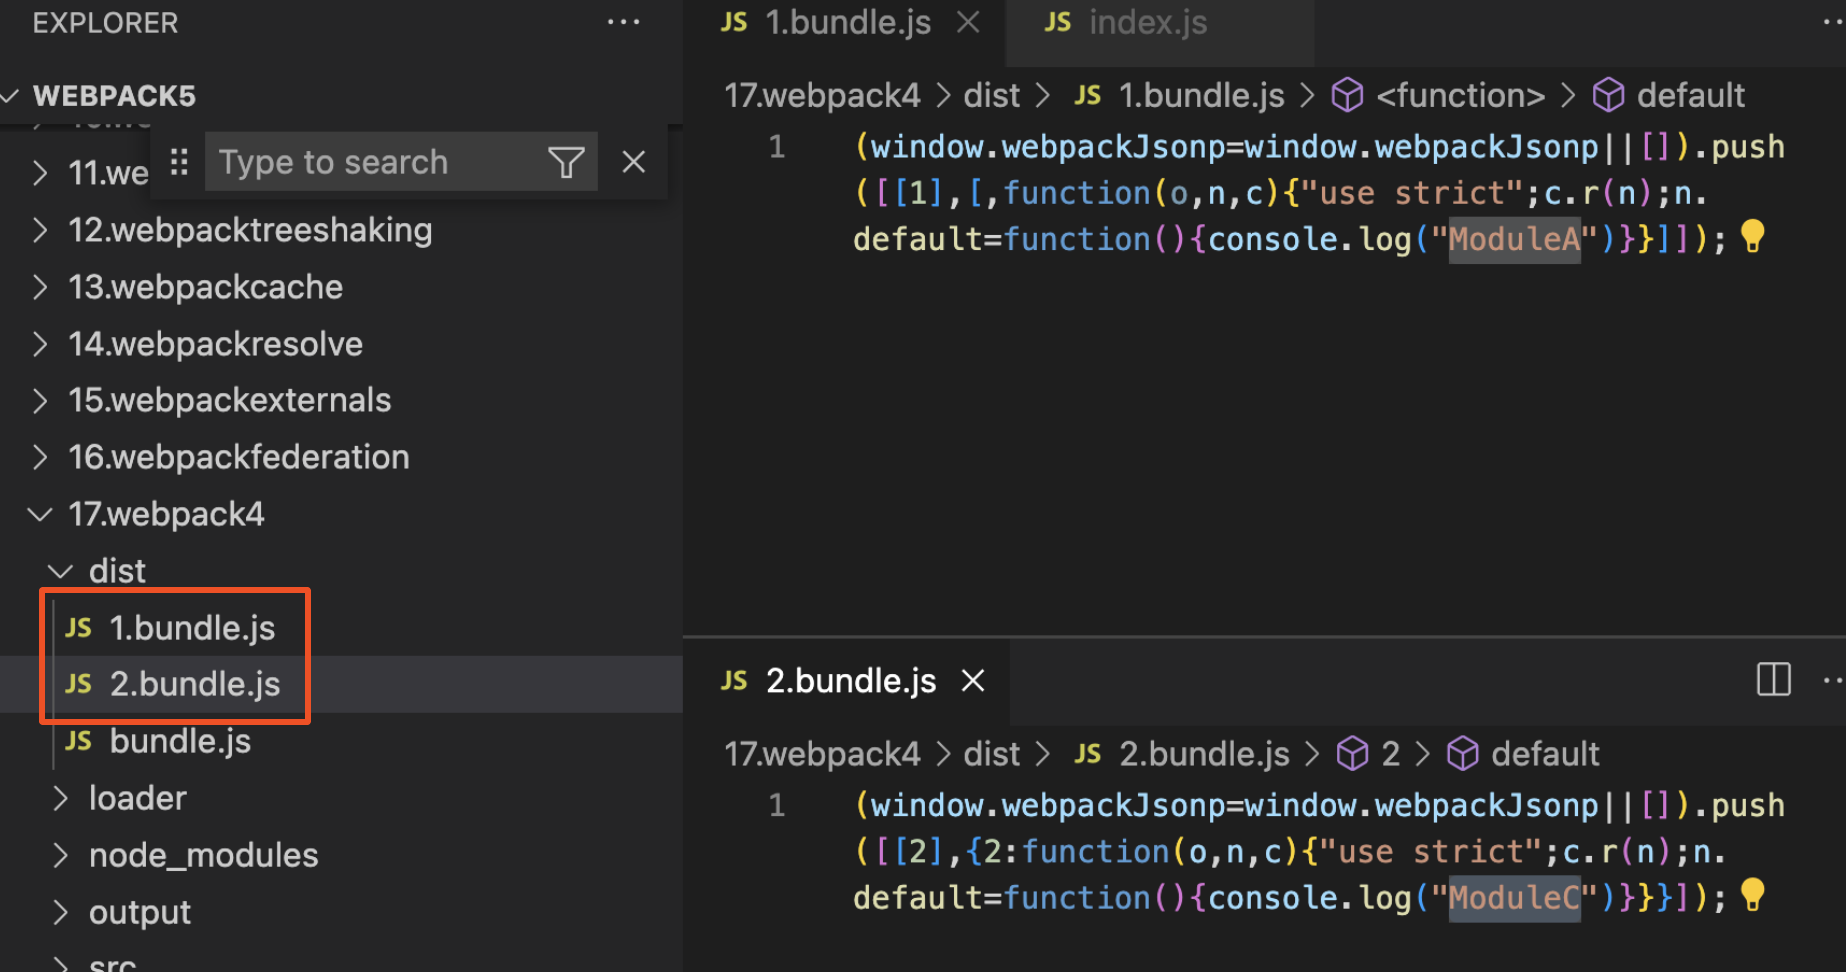 EXPLORER
WEBPACK5
Type to search
11.we
12.webpacktreeshaking
13.webpackcache
14.webpackresolve
15.webpackexternals
16.webpackfederation
17.webpack4
dist
JS 1.bundle.js
JS 2.bundle.js
JS bundle.js
loader
node_modules
output
src
JS 1.bundle.js
JS index.js
17.webpack4 > dist > JS 1.bundle.js > <function> > default
1 (window.webpackJsonp=window.webpackJsonp||[]).push
([[1],[,function(o,n,c){"use strict";c.r(n);n.
default=function(){console.log("ModuleA")}}]]);
JS 2.bundle.js
17.webpack4 > dist > JS 2.bundle.js > 2 > default
1 (window.webpackJsonp=window.webpackJsonp||[]).push
([[2],{2:function(o,n,c){"use strict";c.r(n);n.
default=function(){console.log("ModuleC")}}}]);